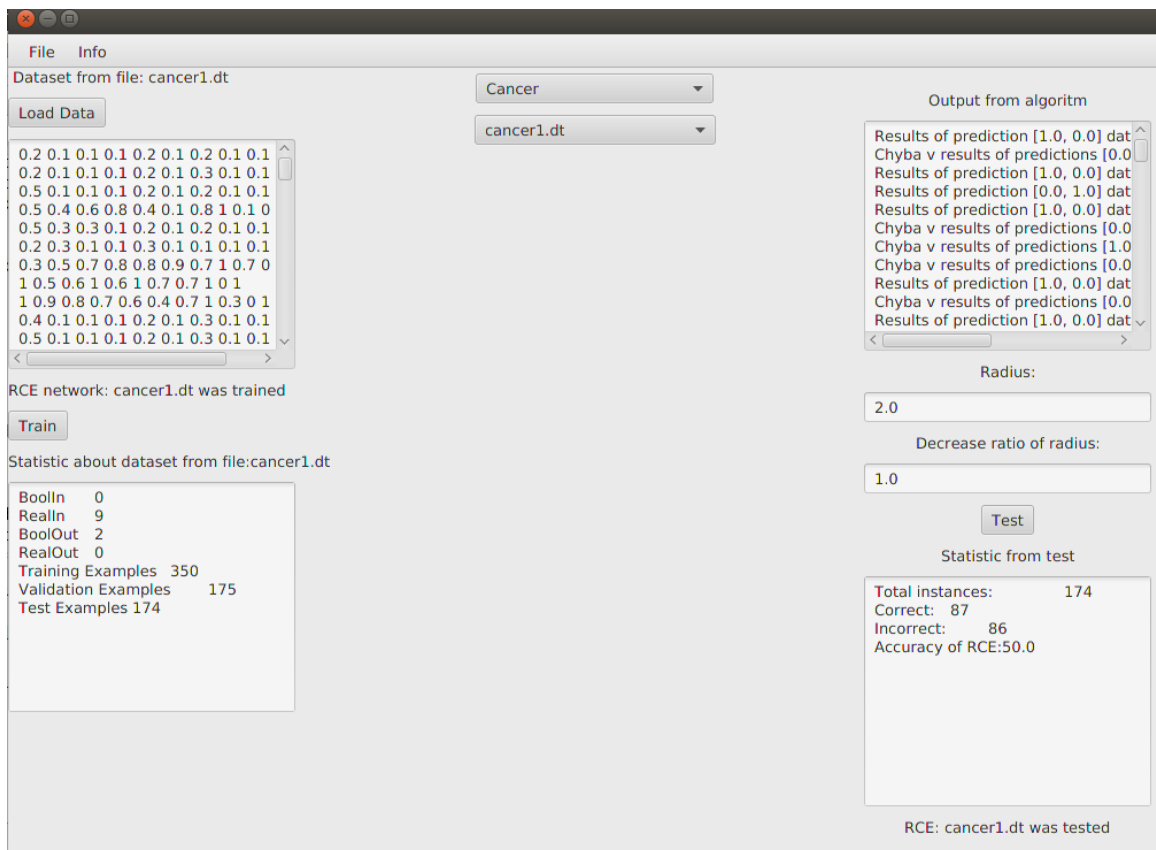 File Info
Dataset from file: cancer1.dt
Load Data
0.2 0.1 0.1 0.1 0.2 0.1 0.2 0.1 0.1
0.2 0.1 0.1 0.1 0.2 0.1 0.3 0.1 0.1
0.5 0.1 0.1 0.1 0.2 0.1 0.2 0.1 0.1
0.5 0.4 0.6 0.8 0.4 0.1 0.8 1 0.1 0
0.5 0.3 0.3 0.1 0.2 0.1 0.2 0.1 0.1
0.2 0.3 0.1 0.1 0.3 0.1 0.1 0.1 0.1
0.3 0.5 0.7 0.8 0.8 0.9 0.7 1 0.7 0
1 0.5 0.6 1 0.6 1 0.7 0.7 1 0 1
1 0.9 0.8 0.7 0.6 0.4 0.7 1 0.3 0 1
0.4 0.1 0.1 0.1 0.2 0.1 0.3 0.1 0.1
0.5 0.1 0.1 0.1 0.2 0.1 0.3 0.1 0.1
RCE network: cancer1.dt was trained
Train
Statistic about dataset from file:cancer1.dt
BoolIn 0
RealIn 9
BoolOut 2
RealOut 0
Training Examples 350
Validation Examples 175
Test Examples 174
Cancer
cancer1.dt
Output from algoritm
Results of prediction [1.0, 0.0] dat
Chyba v results of predictions [0.0
Results of prediction [1.0, 0.0] dat
Results of prediction [0.0, 1.0] dat
Results of prediction [1.0, 0.0] dat
Chyba v results of predictions [0.0
Chyba v results of predictions [1.0
Chyba v results of predictions [0.0
Results of prediction [1.0, 0.0] dat
Chyba v results of predictions [0.0
Results of prediction [1.0, 0.0] dat
Radius:
2.0
Decrease ratio of radius:
1.0
Test
Statistic from test
Total instances: 174
Correct: 87
Incorrect: 86
Accuracy of RCE:50.0
RCE: cancer1.dt was tested